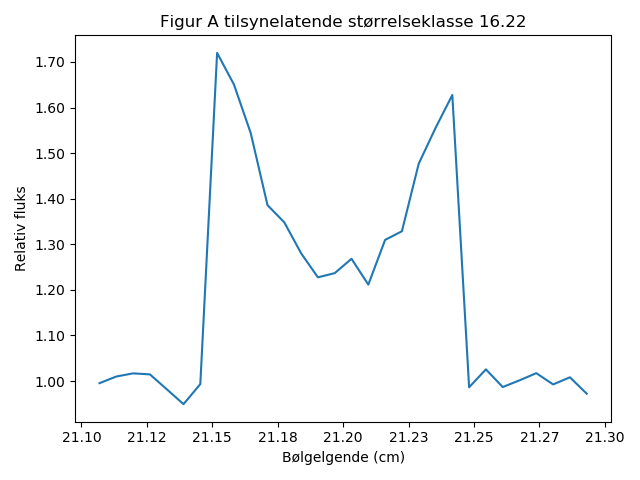 Figur A tilsynelatende størrelseklasse 16.22
1.70
1.60
1.50
1.40
1.30
1.20
1.10
1.00
Relativ fluks
21.10 21.12 21.15 21.18 21.20 21.23 21.25 21.27 21.30
Bølgelgende (cm)